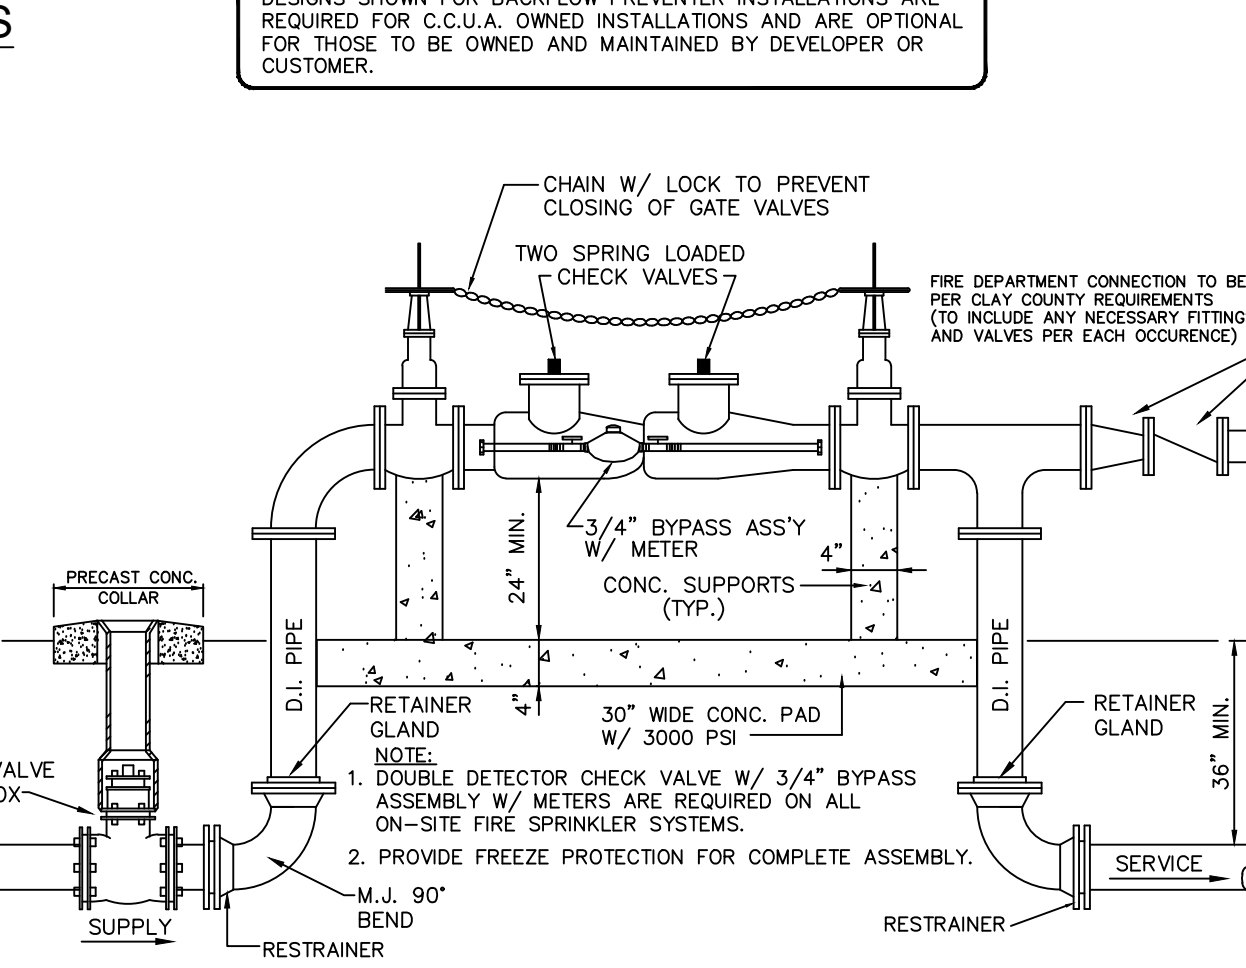 S
DESIGNS SHOWN FOR BACKFLOW PREVENTER INSTALLATIONS ARE
REQUIRED FOR C.C.U.A. OWNED INSTALLATIONS AND ARE OPTIONAL
FOR THOSE TO BE OWNED AND MAINTAINED BY DEVELOPER OR
CUSTOMER.
CHAIN W/ LOCK TO PREVENT
CLOSING OF GATE VALVES
TWO SPRING LOADED
CHECK VALVES
FIRE DEPARTMENT CONNECTION TO BE
PER CLAY COUNTY REQUIREMENTS
(TO INCLUDE ANY NECESSARY FITTING
AND VALVES PER EACH OCCURENCE)
3/4" BYPASS ASS'Y
W/ METER
24" MIN.
4"
CONC. SUPPORTS
(TYP.)
PRECAST CONC.
COLLAR
D.I. PIPE
D.I. PIPE
4"
30" WIDE CONC. PAD
W/ 3000 PSI
RETAINER
GLAND
RETAINER
GLAND
36" MIN.
NOTE:
1. DOUBLE DETECTOR CHECK VALVE W/ 3/4" BYPASS
ASSEMBLY W/ METERS ARE REQUIRED ON ALL
ON-SITE FIRE SPRINKLER SYSTEMS.
2. PROVIDE FREEZE PROTECTION FOR COMPLETE ASSEMBLY.
VALVE
OX
M.J. 90°
BEND
SUPPLY
RESTRAINER
SERVICE
(
RESTRAINER